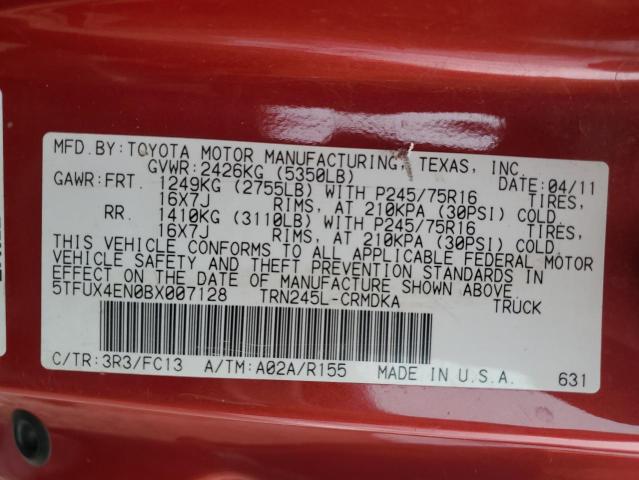 MFD.BY: TOYOTA MOTOR MANUFACTURING, TEXAS, INC.
GVWR: 2426KG (5350LB) DATE: 04/11
GAWR: FRT. 1249KG (2755LB) WITH P245/75R16 TIRES,
16X7J RIMS, AT 210KPA (30PSI) COLD
RR. 1410KG (3110LB) WITH P245/75R16 TIRES,
16X7J RIMS, AT 210KPA (30PSI) COLD
THIS VEHICLE CONFORMS TO ALL APPLICABLE FEDERAL MOTOR
VEHICLE SAFETY AND THEFT PREVENTION STANDARDS IN
EFFECT ON THE DATE OF MANUFACTURE SHOWN ABOVE.
5TFUX4EN0BX007128 TRN245L-CRMDKA TRUCK
C/TR: 3R3/FC13 A/TM: A02A/R155 MADE IN U.S.A. 631